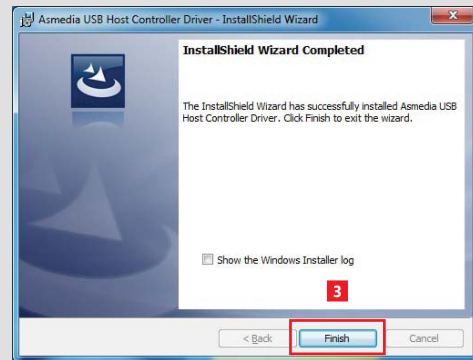 Asmedia USB Host Controller Driver - InstallShield Wizard
InstallShield Wizard Completed
The InstallShield Wizard has successfully installed Asmedia USB
Host Controller Driver. Click Finish to exit the wizard.
Show the Windows Installer log
3
< Back
Finish
Cancel